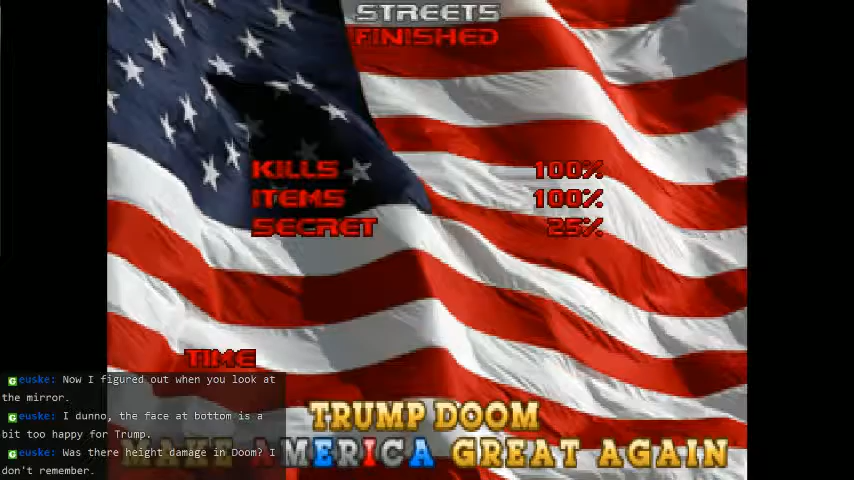 STREETS
FINISHED
KILLS 100%
ITEMS 100%
SECRET 25%
TIME
euske: Now I figured out when you look at
the mirror.
euske: I dunno, the face at bottom is a
bit too happy for Trump.
euske: Was there height damage in Doom? I
don't remember.
TRUMP DOOM
MAKE AMERICA GREAT AGAIN